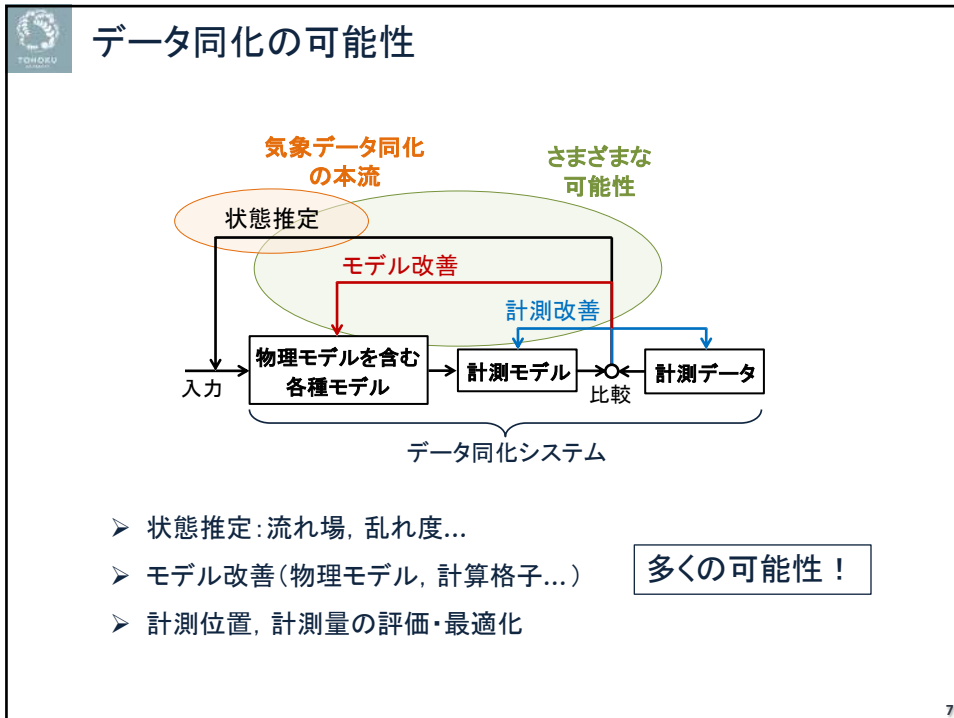 TOHOKU
データ同化の可能性
気象データ同化
の本流
さまざまな
可能性
状態推定
モデル改善
計測改善
物理モデルを含む
各種モデル
計測モデル
計測データ
入力
比較
データ同化システム
➢ 状態推定：流れ場，乱れ度…
➢ モデル改善（物理モデル，計算格子…）
➢ 計測位置，計測量の評価・最適化
多くの可能性！
7